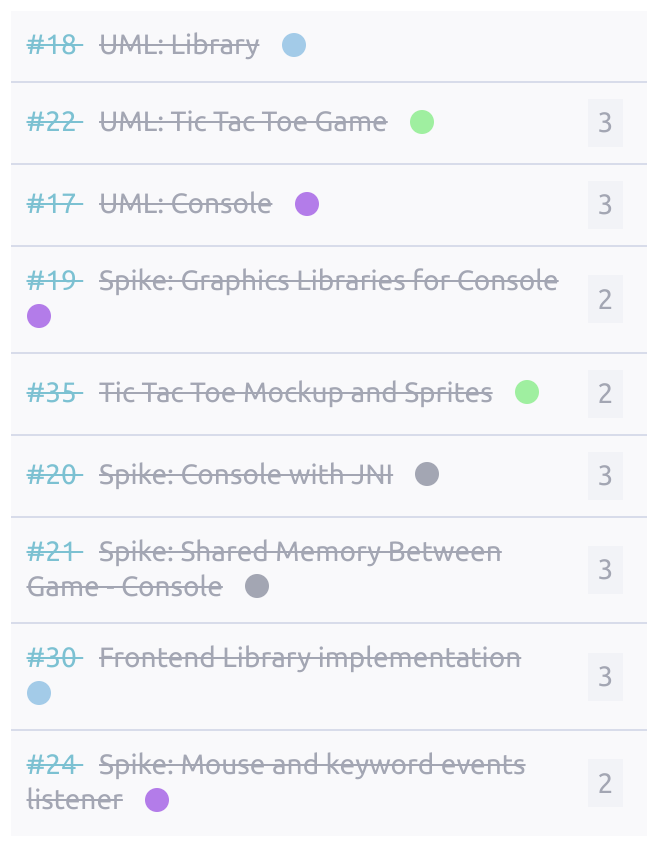 #18 UML: Library
#22 UML: Tic Tac Toe Game 3
#17 UML: Console 3
#19 Spike: Graphics Libraries for Console 2
#35 Tic Tac Toe Mockup and Sprites 2
#20 Spike: Console with JNI 3
#21 Spike: Shared Memory Between
Game - Console 3
#30 Frontend Library implementation 3
#24 Spike: Mouse and keyword events
listener 2